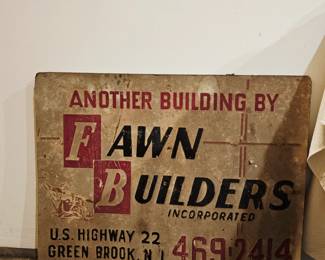 ANOTHER BUILDING BY
FAWN
BUILDERS
INCORPORATED
U.S. HIGHWAY 22
GREEN BROOK, N.J.
469-2414